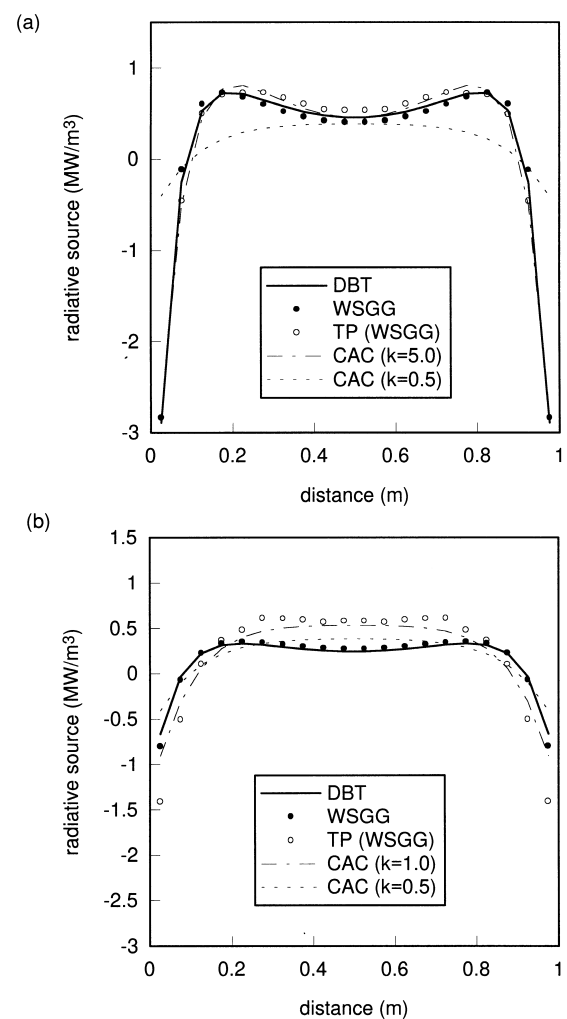 (a)
1
0
-1
-2
-3
radiative source (MW/m³)
DBT
WSGG
TP (WSGG)
CAC (k=5.0)
CAC (k=0.5)
0 0.2 0.4 0.6 0.8 1
distance (m)
(b)
1.5
1
0.5
0
-0.5
-1
-1.5
-2
-2.5
-3
radiative source (MW/m³)
DBT
WSGG
TP (WSGG)
CAC (k=1.0)
CAC (k=0.5)
0 0.2 0.4 0.6 0.8 1
distance (m)